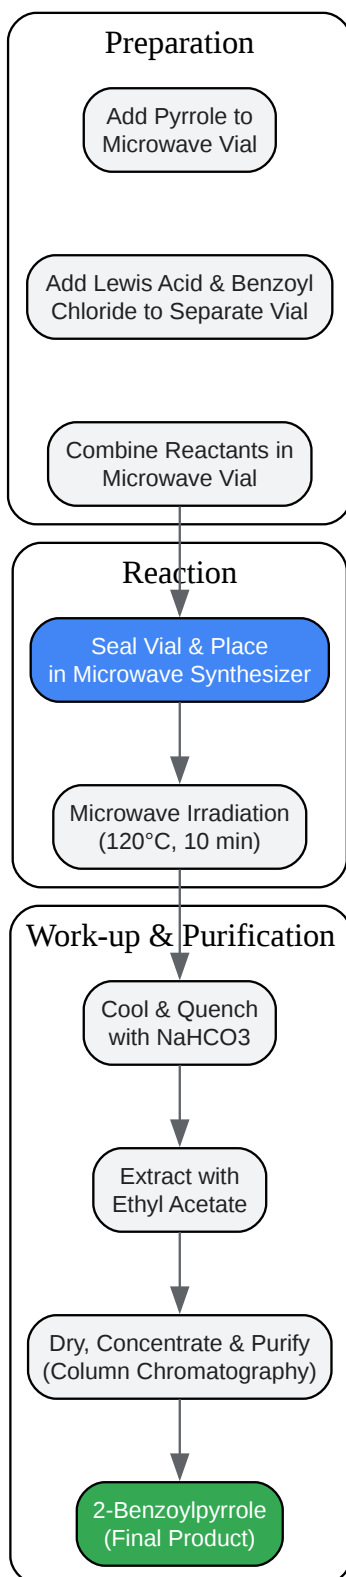 Preparation
Add Pyrrole to
Microwave Vial
Add Lewis Acid & Benzoyl
Chloride to Separate Vial
Combine Reactants in
Microwave Vial
Reaction
Seal Vial & Place
in Microwave Synthesizer
Microwave Irradiation
(120°C, 10 min)
Work-up & Purification
Cool & Quench
with NaHCO3
Extract with
Ethyl Acetate
Dry, Concentrate & Purify
(Column Chromatography)
2-Benzoylpyrrole
(Final Product)